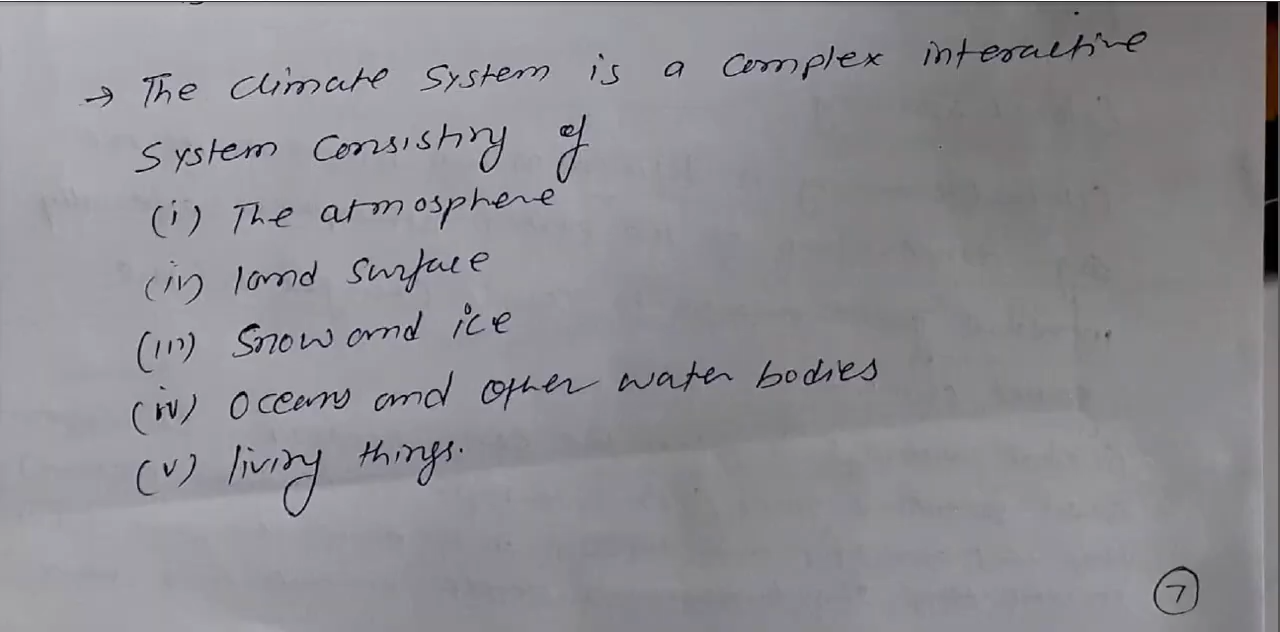 → The climate system is a complex interactive
system consisting of
(i) The atmosphere
(ii) land surface
(iii) Snow and ice
(iv) oceans and other water bodies
(v) living things.
7